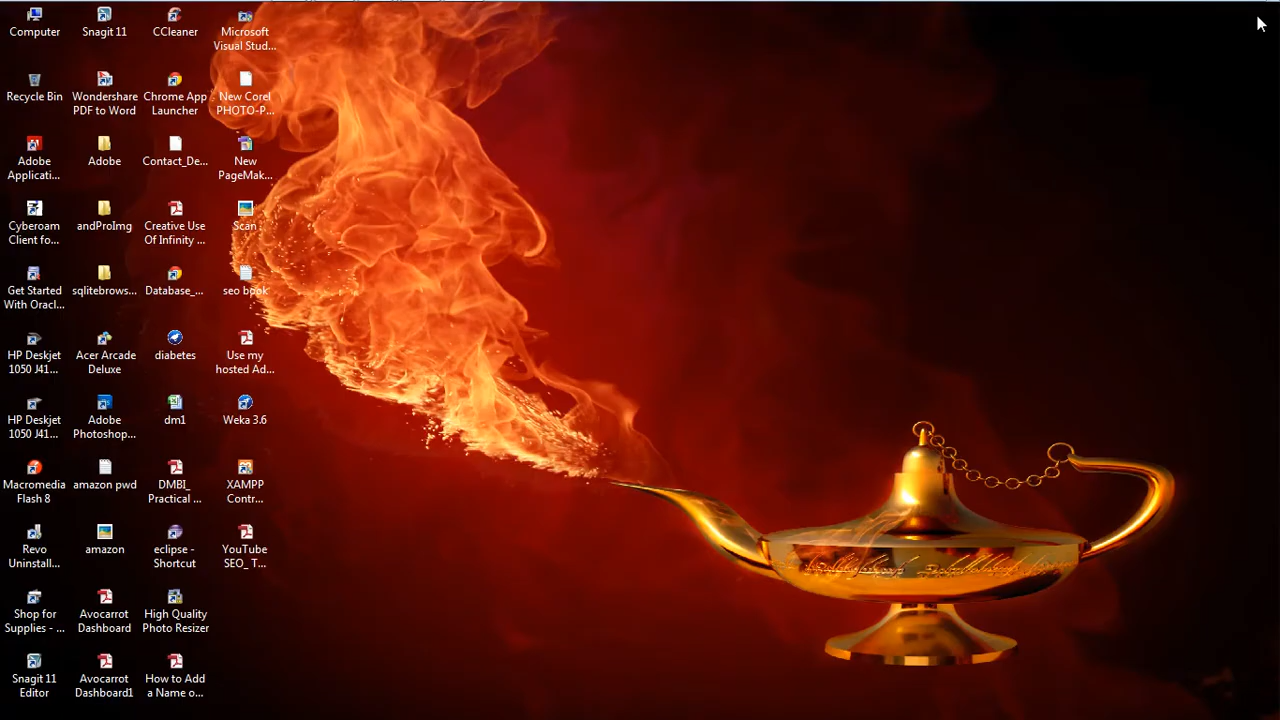 Computer
Recycle Bin
Adobe
Applicati...
Cyberoam
Client fo...
Get Started
With Oracl...
HP Deskjet
1050 J41...
HP Deskjet
1050 J41...
Macromedia
Flash 8
Revo
Uninstall...
Shop for
Supplies - ...
Snagit 11
Editor
Snagit 11
Wondershare
PDF to Word
Adobe
andProImg
sqlitebrows...
Acer Arcade
Deluxe
Adobe
Photoshop...
amazon pwd
amazon
Avocarrot
Dashboard
Avocarrot
Dashboard1
CCleaner
Chrome App
Launcher
Contact_De...
Creative Use
Of Infinity ...
Database_...
diabetes
dm1
DMBI_
Practical ...
eclipse -
Shortcut
High Quality
Photo Resizer
How to Add
a Name o...
Microsoft
Visual Stud...
New Corel
PHOTO-P...
New
PageMak...
Scan
seo book
Use my
hosted Ad...
Weka 3.6
XAMPP
Contr...
YouTube
SEO_ T...